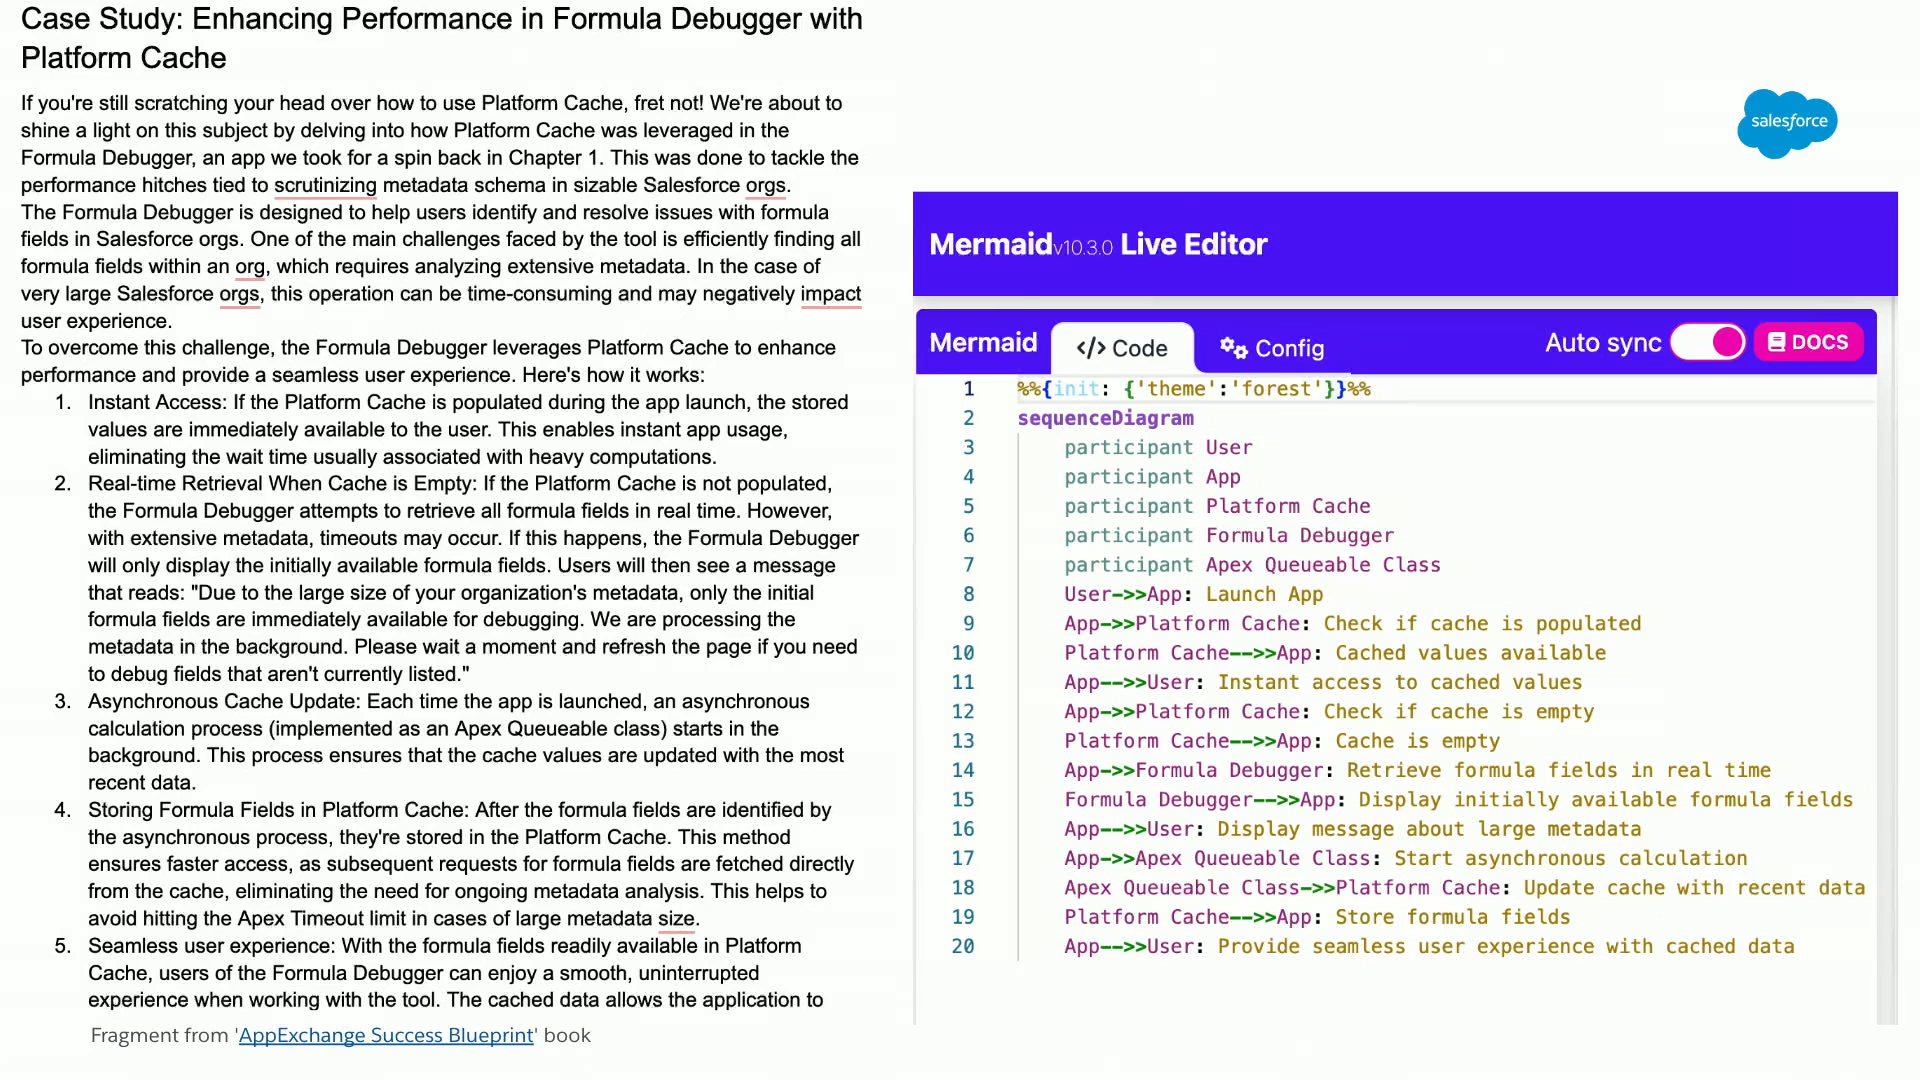 Case Study: Enhancing Performance in Formula Debugger with
Platform Cache
If you're still scratching your head over how to use Platform Cache, fret not! We're about to
shine a light on this subject by delving into how Platform Cache was leveraged in the
Formula Debugger, an app we took for a spin back in Chapter 1. This was done to tackle the
performance hitches tied to scrutinizing metadata schema in sizable Salesforce orgs.
The Formula Debugger is designed to help users identify and resolve issues with formula
fields in Salesforce orgs. One of the main challenges faced by the tool is efficiently finding all
formula fields within an org, which requires analyzing extensive metadata. In the case of
very large Salesforce orgs, this operation can be time-consuming and may negatively impact
user experience.
To overcome this challenge, the Formula Debugger leverages Platform Cache to enhance
performance and provide a seamless user experience. Here's how it works:
1. Instant Access: If the Platform Cache is populated during the app launch, the stored
values are immediately available to the user. This enables instant app usage,
eliminating the wait time usually associated with heavy computations.
2. Real-time Retrieval When Cache is Empty: If the Platform Cache is not populated,
the Formula Debugger attempts to retrieve all formula fields in real time. However,
with extensive metadata, timeouts may occur. If this happens, the Formula Debugger
will only display the initially available formula fields. Users will then see a message
that reads: "Due to the large size of your organization's metadata, only the initial
formula fields are immediately available for debugging. We are processing the
metadata in the background. Please wait a moment and refresh the page if you need
to debug fields that aren't currently listed."
3. Asynchronous Cache Update: Each time the app is launched, an asynchronous
calculation process (implemented as an Apex Queueable class) starts in the
background. This process ensures that the cache values are updated with the most
recent data.
4. Storing Formula Fields in Platform Cache: After the formula fields are identified by
the asynchronous process, they're stored in the Platform Cache. This method
ensures faster access, as subsequent requests for formula fields are fetched directly
from the cache, eliminating the need for ongoing metadata analysis. This helps to
avoid hitting the Apex Timeout limit in cases of large metadata size.
5. Seamless user experience: With the formula fields readily available in Platform
Cache, users of the Formula Debugger can enjoy a smooth, uninterrupted
experience when working with the tool. The cached data allows the application to
Fragment from 'AppExchange Success Blueprint' book
salesforce
Mermaid v10.3.0 Live Editor
Mermaid </> Code Config Auto sync DOCS
1 %%{init: {'theme':'forest'}}%%
2 sequenceDiagram
3 participant User
4 participant App
5 participant Platform Cache
6 participant Formula Debugger
7 participant Apex Queueable Class
8 User->>App: Launch App
9 App->>Platform Cache: Check if cache is populated
10 Platform Cache-->>App: Cached values available
11 App-->>User: Instant access to cached values
12 App->>Platform Cache: Check if cache is empty
13 Platform Cache-->>App: Cache is empty
14 App->>Formula Debugger: Retrieve formula fields in real time
15 Formula Debugger-->>App: Display initially available formula fields
16 App-->>User: Display message about large metadata
17 App->>Apex Queueable Class: Start asynchronous calculation
18 Apex Queueable Class->>Platform Cache: Update cache with recent data
19 Platform Cache-->>App: Store formula fields
20 App-->>User: Provide seamless user experience with cached data